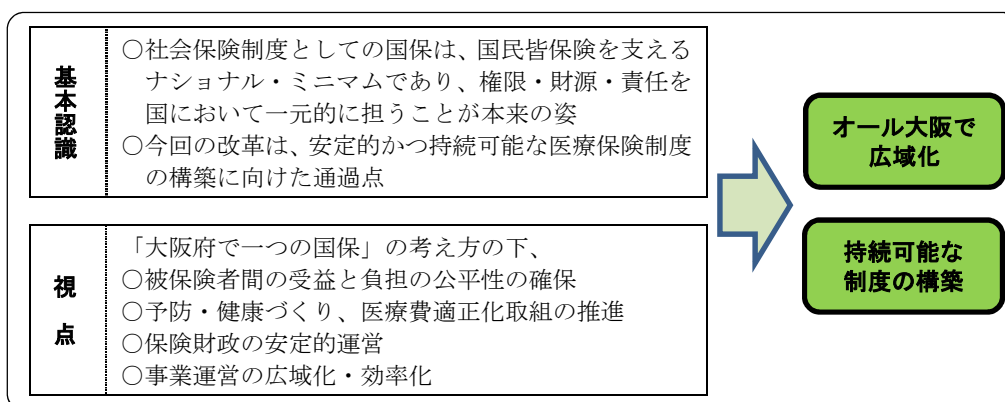 基本認識
○社会保険制度としての国保は、国民皆保険を支える
ナショナル・ミニマムであり、権限・財源・責任を
国において一元的に担うことが本来の姿
○今回の改革は、安定的かつ持続可能な医療保険制度
の構築に向けた通過点
視点
「大阪府で一つの国保」の考え方の下、
○被保険者間の受益と負担の公平性の確保
○予防・健康づくり、医療費適正化取組の推進
○保険財政の安定的運営
○事業運営の広域化・効率化
オール大阪で
広域化
持続可能な
制度の構築